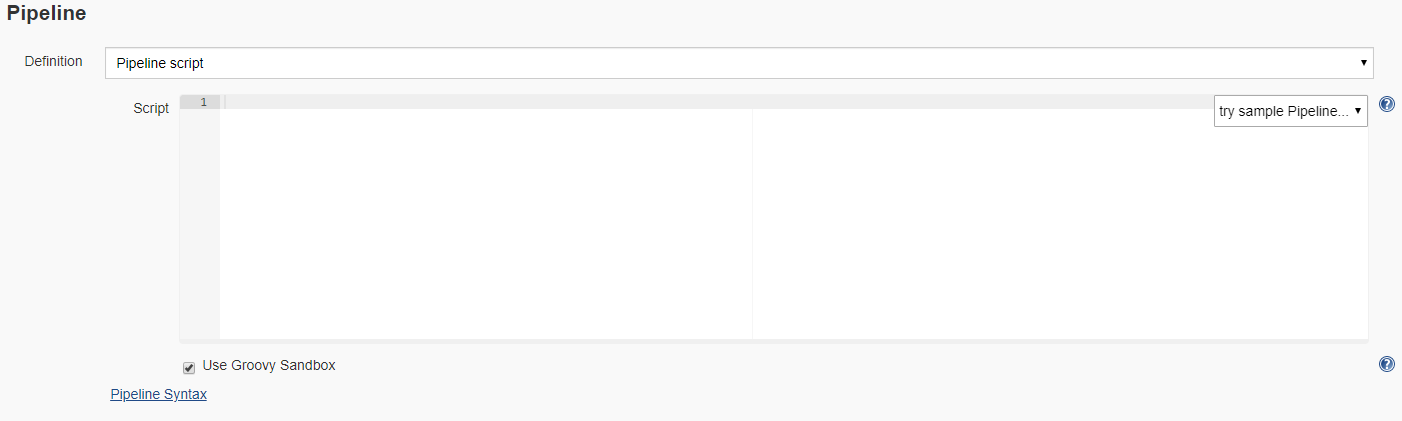 Pipeline
Definition
Pipeline script
Script
1
try sample Pipeline...
?
Use Groovy Sandbox
?
Pipeline Syntax